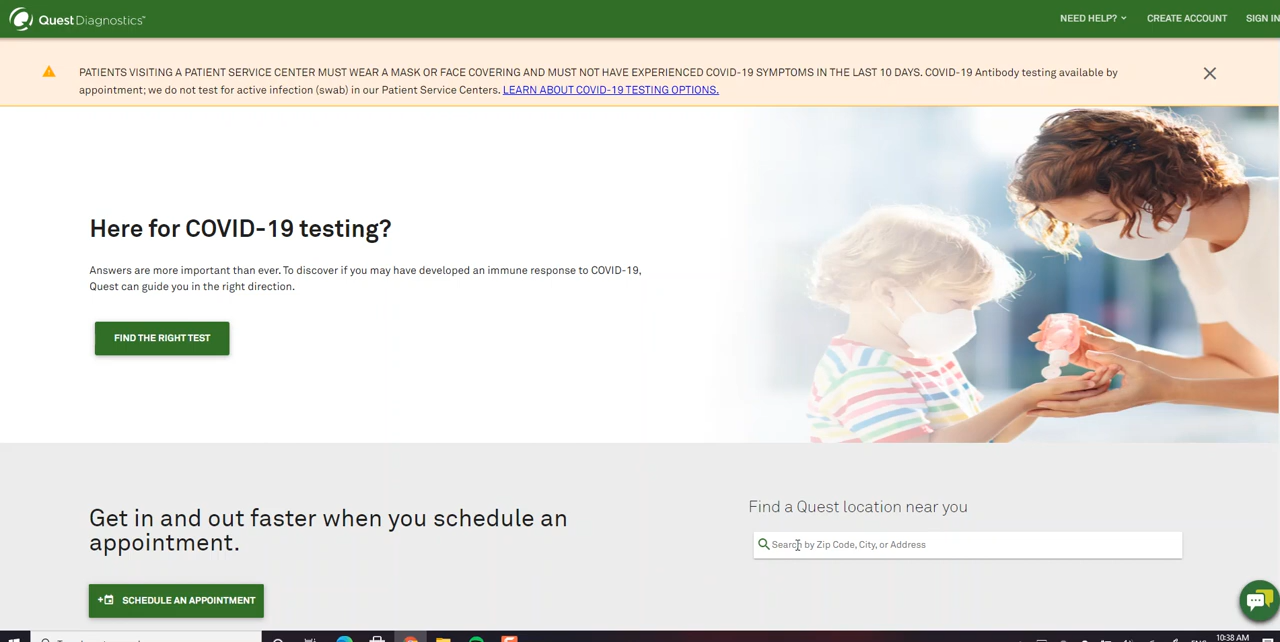 QuestDiagnostics™
NEED HELP?
CREATE ACCOUNT
SIGN IN
PATIENTS VISITING A PATIENT SERVICE CENTER MUST WEAR A MASK OR FACE COVERING AND MUST NOT HAVE EXPERIENCED COVID-19 SYMPTOMS IN THE LAST 10 DAYS. COVID-19 Antibody testing available by
appointment; we do not test for active infection (swab) in our Patient Service Centers. LEARN ABOUT COVID-19 TESTING OPTIONS.
Here for COVID-19 testing?
Answers are more important than ever. To discover if you may have developed an immune response to COVID-19,
Quest can guide you in the right direction.
FIND THE RIGHT TEST
Get in and out faster when you schedule an
appointment.
SCHEDULE AN APPOINTMENT
Find a Quest location near you
Search by Zip Code, City, or Address
10:38 AM